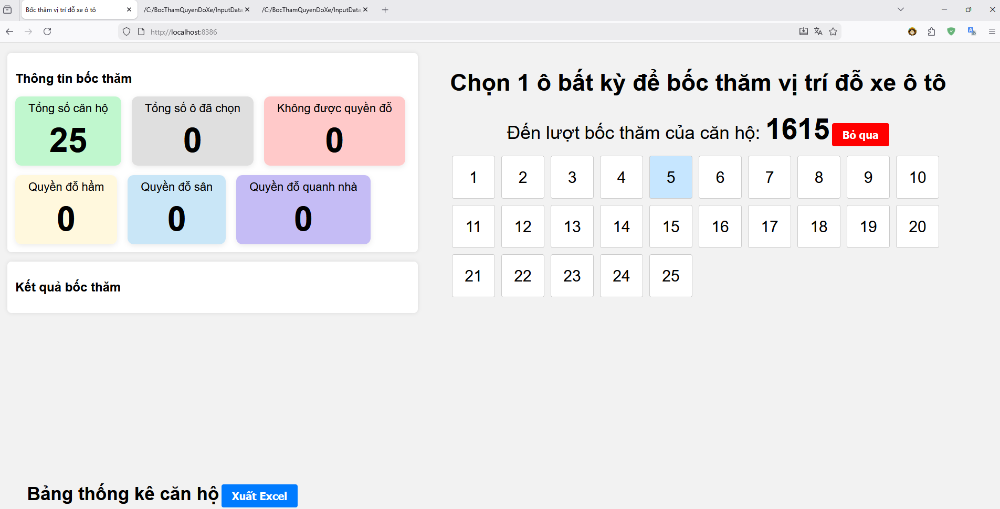 Bốc thăm vị trí đỗ xe ô tô
/C:/BocThamQuyenDoXe/InputData
/C:/BocThamQuyenDoXe/InputData
http://localhost:8386
Thông tin bốc thăm
Tổng số căn hộ
25
Tổng số ô đã chọn
0
Không được quyền đỗ
0
Quyền đỗ hầm
0
Quyền đỗ sân
0
Quyền đỗ quanh nhà
0
Kết quả bốc thăm
Chọn 1 ô bất kỳ để bốc thăm vị trí đỗ xe ô tô
Đến lượt bốc thăm của căn hộ: 1615 Bỏ qua
1 2 3 4 5 6 7 8 9 10
11 12 13 14 15 16 17 18 19 20
21 22 23 24 25
Bảng thống kê căn hộ Xuất Excel